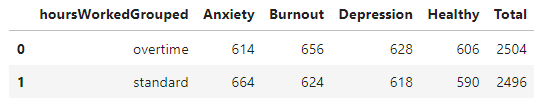 hoursWorkedGrouped Anxiety Burnout Depression Healthy Total
0 overtime 614 656 628 606 2504
1 standard 664 624 618 590 2496